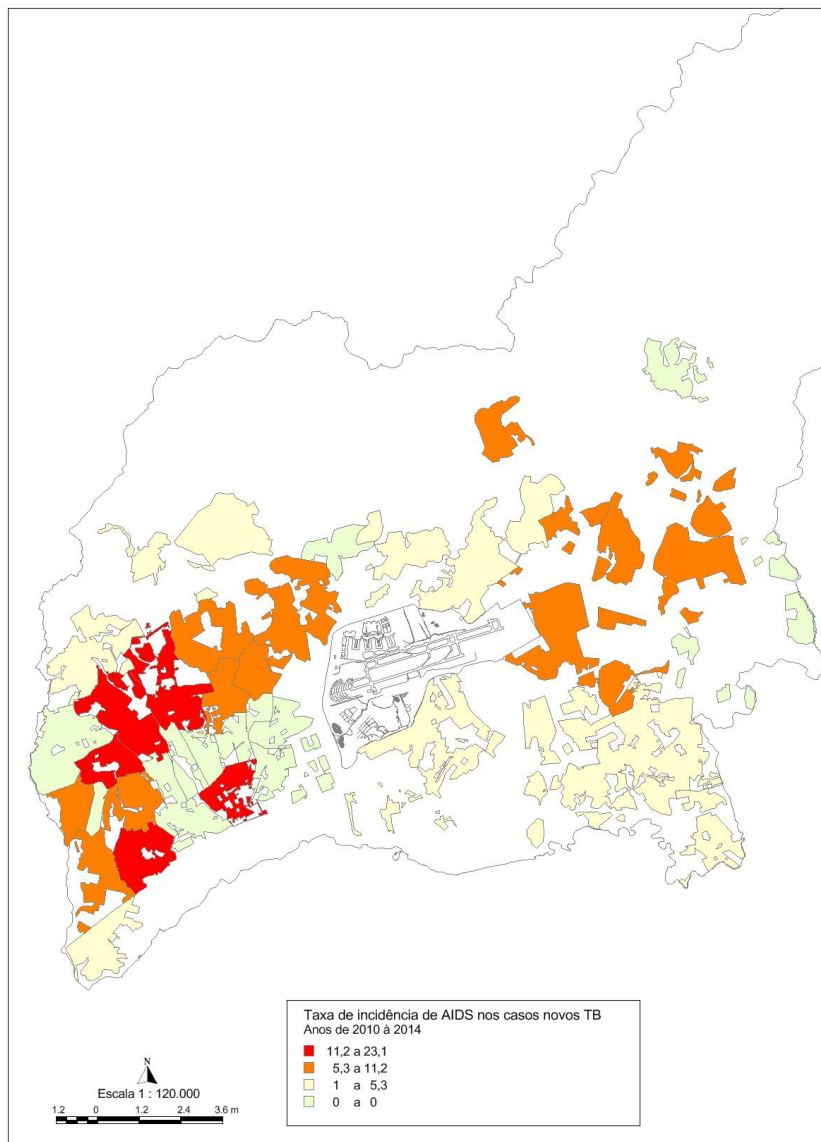 Taxa de incidência de AIDS nos casos novos TB
Anos de 2010 à 2014
11,2 a 23,1
5,3 a 11,2
1 a 5,3
0 a 0
N
Escala 1 : 120.000
1.2 0 1.2 2.4 3.6 m